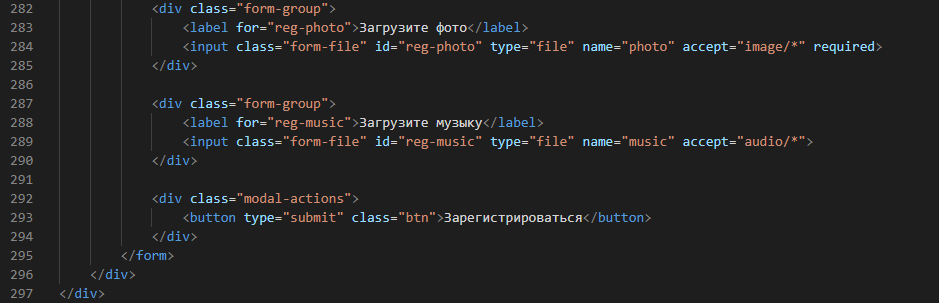 282 <div class="form-group">
283 <label for="reg-photo">Загрузите фото</label>
284 <input class="form-file" id="reg-photo" type="file" name="photo" accept="image/*" required>
285 </div>
286
287 <div class="form-group">
288 <label for="reg-music">Загрузите музыку</label>
289 <input class="form-file" id="reg-music" type="file" name="music" accept="audio/*">
290 </div>
291
292 <div class="modal-actions">
293 <button type="submit" class="btn">Зарегистрироваться</button>
294 </div>
295 </form>
296 </div>
297 </div>